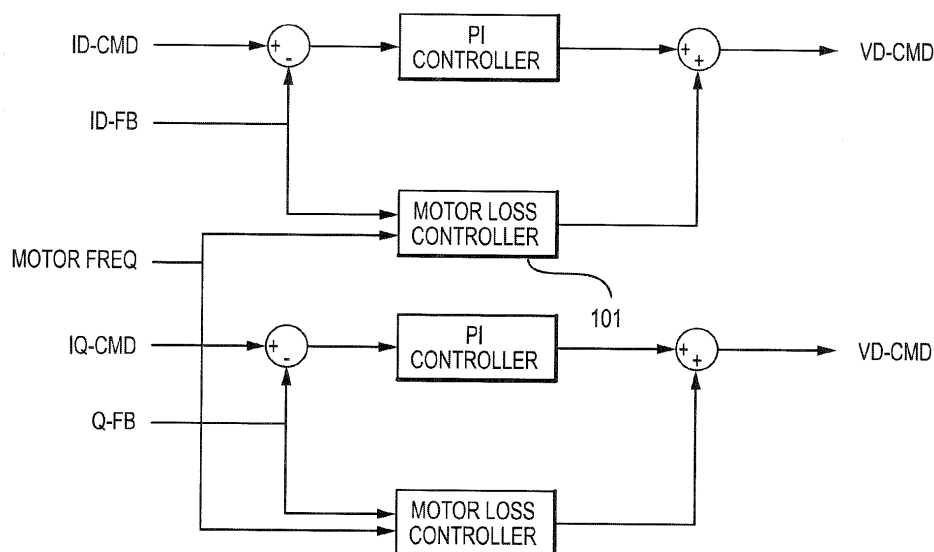 ID-CMD
+
-
PI
CONTROLLER
+
+
VD-CMD
ID-FB
MOTOR LOSS
CONTROLLER
MOTOR FREQ
101
IQ-CMD
+
-
PI
CONTROLLER
+
+
VD-CMD
Q-FB
MOTOR LOSS
CONTROLLER